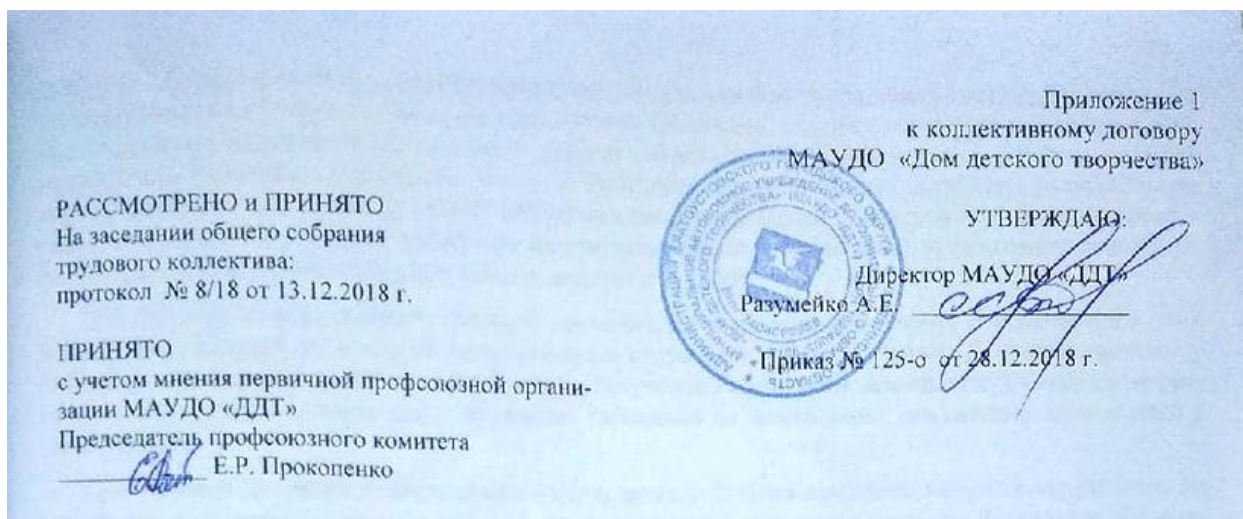 Приложение 1
к коллективному договору
МАУДО «Дом детского творчества»
УТВЕРЖДАЮ:
Директор МАУДО «ДДТ»
Разумейко А.Е.
Приказ № 125-о от 28.12.2018 г.
РАССМОТРЕНО и ПРИНЯТО
На заседании общего собрания
трудового коллектива:
протокол № 8/18 от 13.12.2018 г.
ПРИНЯТО
с учетом мнения первичной профсоюзной органи-
зации МАУДО «ДДТ»
Председатель профсоюзного комитета
Е.Р. Прокопенко